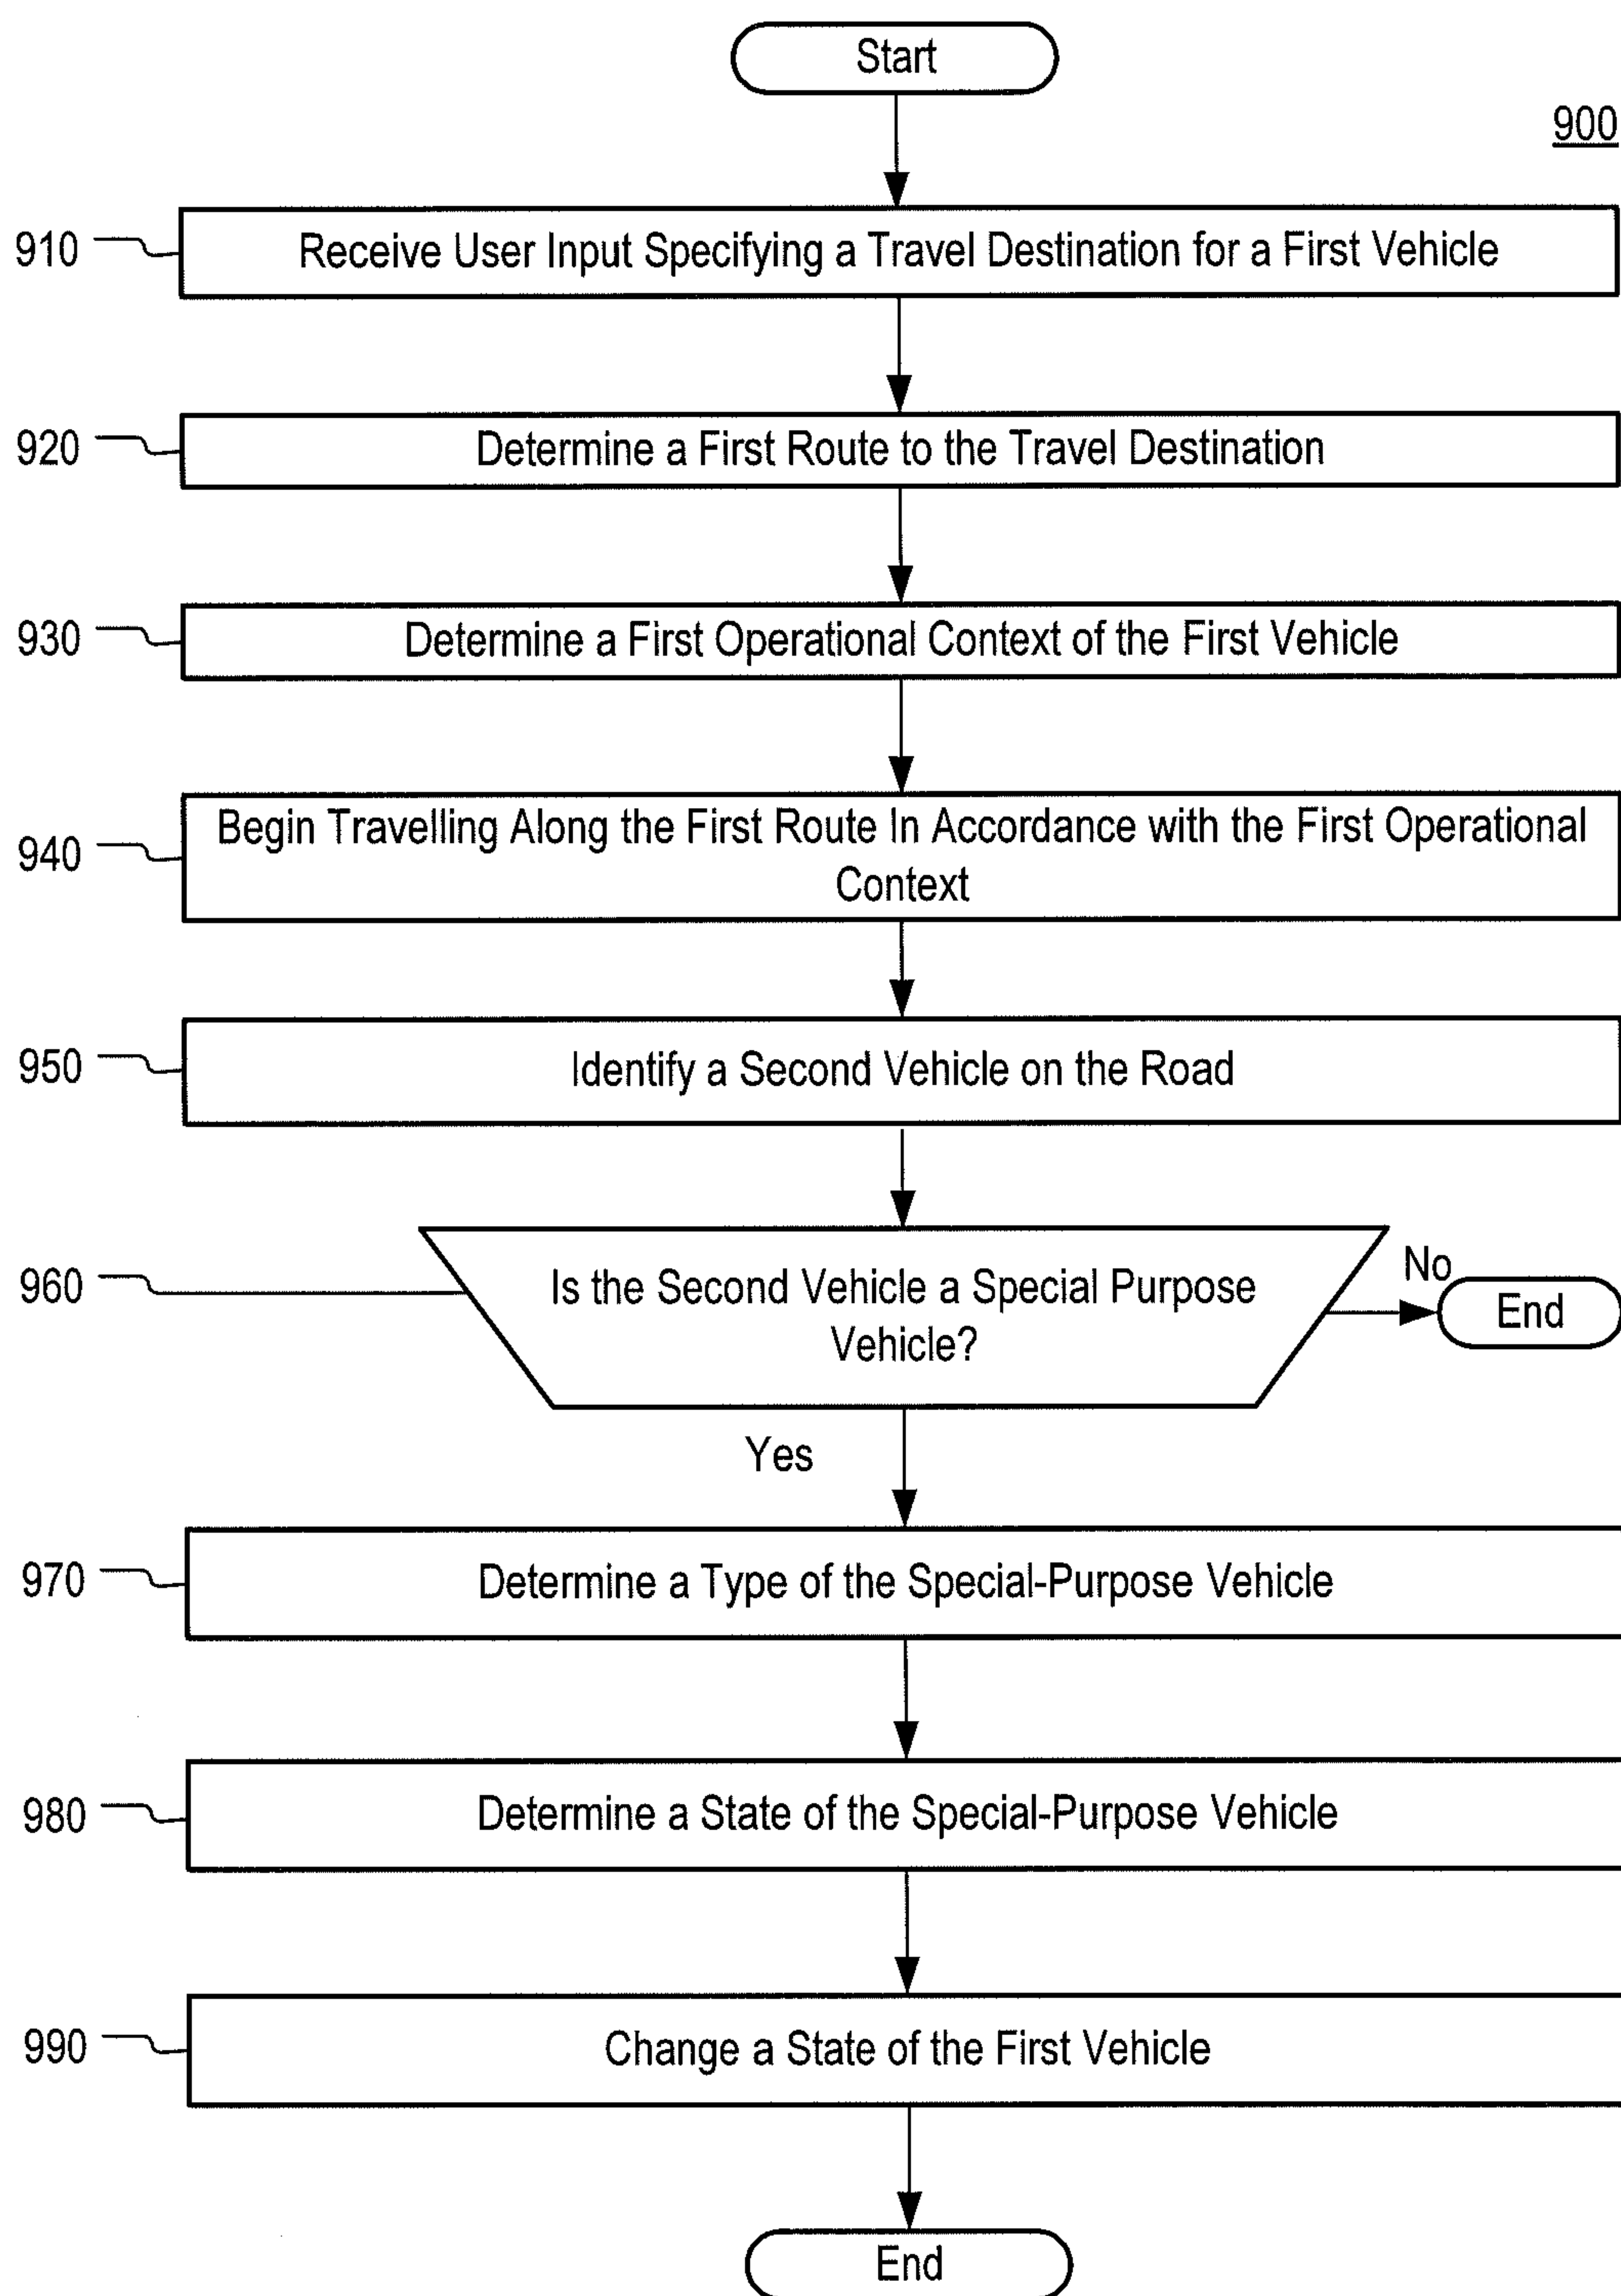 Start
900
910
Receive User Input Specifying a Travel Destination for a First Vehicle
920
Determine a First Route to the Travel Destination
930
Determine a First Operational Context of the First Vehicle
940
Begin Travelling Along the First Route In Accordance with the First Operational
Context
950
Identify a Second Vehicle on the Road
960
Is the Second Vehicle a Special Purpose
Vehicle?
No
End
Yes
970
Determine a Type of the Special-Purpose Vehicle
980
Determine a State of the Special-Purpose Vehicle
990
Change a State of the First Vehicle
End